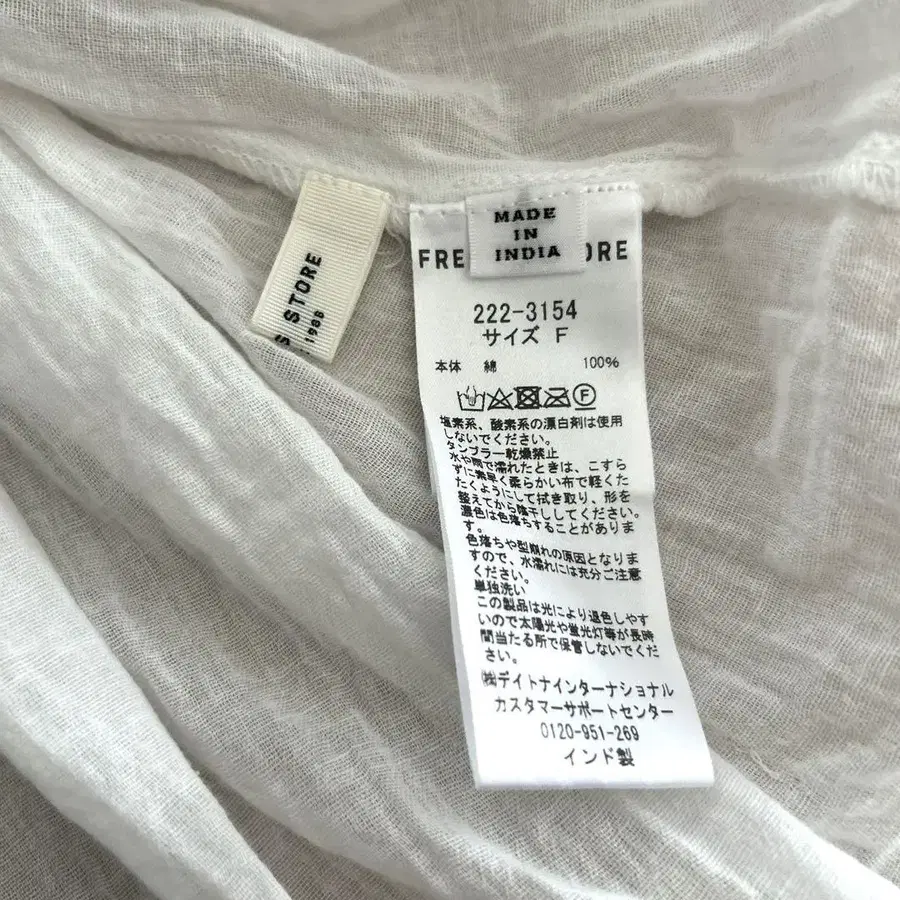 S STORE
1988
MADE
IN
INDIA
FRE ORE
222-3154
サイズ F
本体 綿 100%
塩素系、酸素系の漂白剤は使用
しないでください。
タンブラー乾燥禁止
水や雨で濡れたときは、こすら
ずに素早く柔らかい布で軽くた
たくようにして拭き取り、形を
整えてから陰干ししてください。
濃色は色落ちすることがありま
す。
色落ちや型崩れの原因となりま
すので、水濡れには充分ご注意
ください。
単独洗い
この製品は光により退色しやす
いので太陽光や蛍光灯等が長時
間当たる所で保管しないでくだ
さい。
㈱デイトナインターナショナル
カスタマーサポートセンター
0120-951-269
インド製